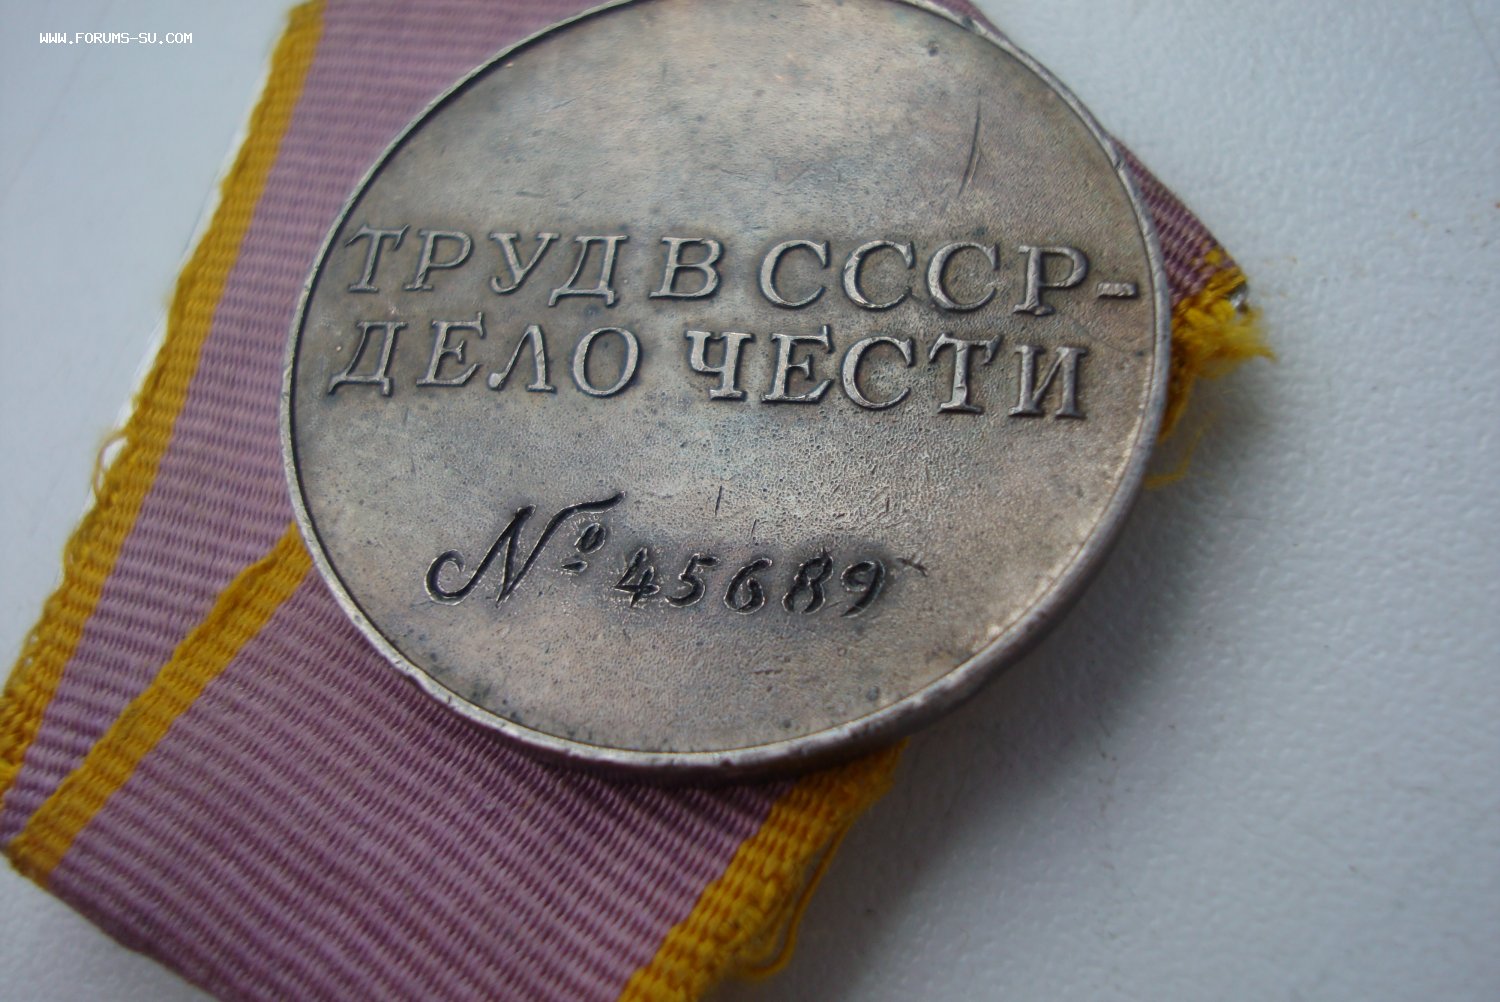 WWW.FORUMS-SU.COM
ТРУД В СССР-
ДЕЛО ЧЕСТИ
№ 45689